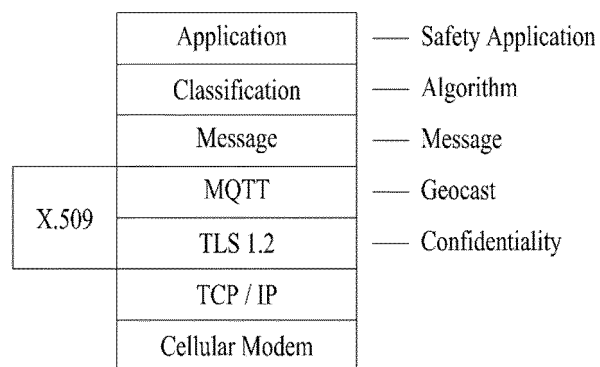 Application — Safety Application
Classification — Algorithm
Message — Message
MQTT — Geocast
X.509
TLS 1.2 — Confidentiality
TCP / IP
Cellular Modem